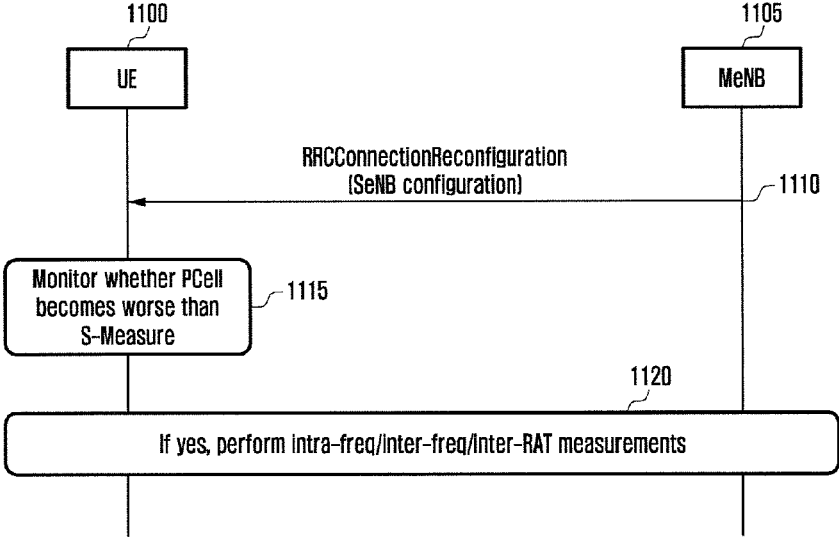 1100
1105
UE
MeNB
RRCConnectionReconfiguration
(SeNB configuration)
1110
Monitor whether PCell
becomes worse than
S-Measure
1115
1120
If yes, perform intra-freq/inter-freq/inter-RAT measurements